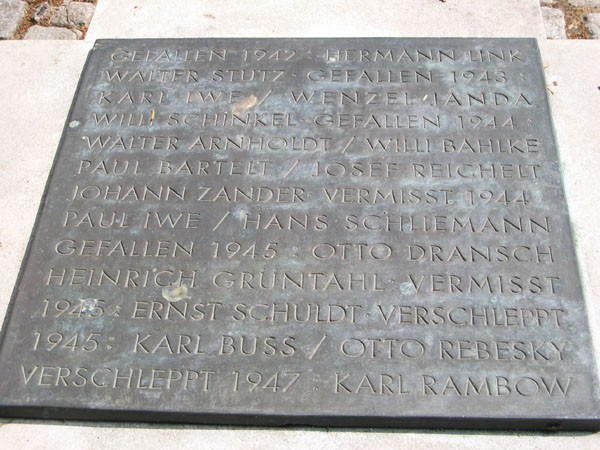 GEFALLEN 1942 : HERMANN LINK
WALTER STUTZ · GEFALLEN 1943 :
KARL IWE / WENZEL JANDA
WILLI SCHINKEL · GEFALLEN 1944 :
WALTER ARNHOLDT / WILLI BAHLKE
PAUL BARTELT / JOSEF REICHELT
JOHANN ZANDER · VERMISST 1944 :
PAUL IWE / HANS SCHLIEMANN
GEFALLEN 1945 : OTTO DRANSCH
HEINRICH GRÜNTAHL · VERMISST
1945 : ERNST SCHULDT · VERSCHLEPPT
1945 : KARL BUSS / OTTO REBESKY
VERSCHLEPPT 1947 : KARL RAMBOW